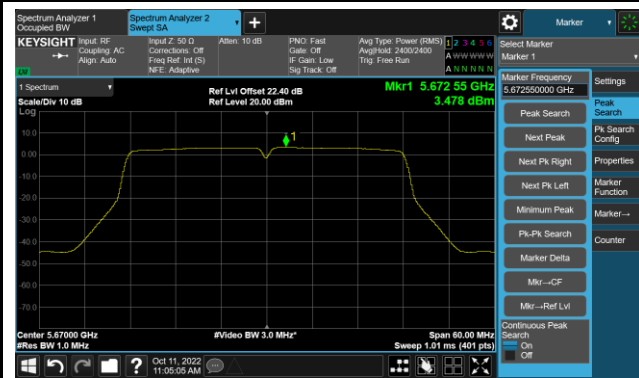 Spectrum Analyzer 1
Occupied BW
Spectrum Analyzer 2
Swept SA
Marker
KEYSIGHT
Input: RF
Coupling: AC
Align: Auto
Input Z: 50 Ω
Corrections: Off
Freq Ref: Int (S)
NFE: Adaptive
Atten: 10 dB
PNO: Fast
Gate: Off
IF Gain: Low
Sig Track: Off
Avg Type: Power (RMS)
Avg|Hold: 2400/2400
Trig: Free Run
1 2 3 4 5 6
A W W W W W
A N N N N N
LXI
Select Marker
Marker 1
1 Spectrum
Scale/Div 10 dB
Log
Ref Lvl Offset 22.40 dB
Ref Level 20.00 dBm
Mkr1 5.672 55 GHz
3.478 dBm
1
10.0
0.0
-10.0
-20.0
-30.0
-40.0
-50.0
-60.0
-70.0
Center 5.67000 GHz
#Res BW 1.0 MHz
#Video BW 3.0 MHz*
Span 60.00 MHz
Sweep 1.01 ms (401 pts)
Marker Frequency
5.672550000 GHz
Peak Search
Next Peak
Next Pk Right
Next Pk Left
Minimum Peak
Pk-Pk Search
Marker Delta
Mkr→CF
Mkr→Ref Lvl
Continuous Peak
Search
On
Off
Settings
Peak
Search
Pk Search
Config
Properties
Marker
Function
Marker→
Counter
Oct 11, 2022
11:05:05 AM